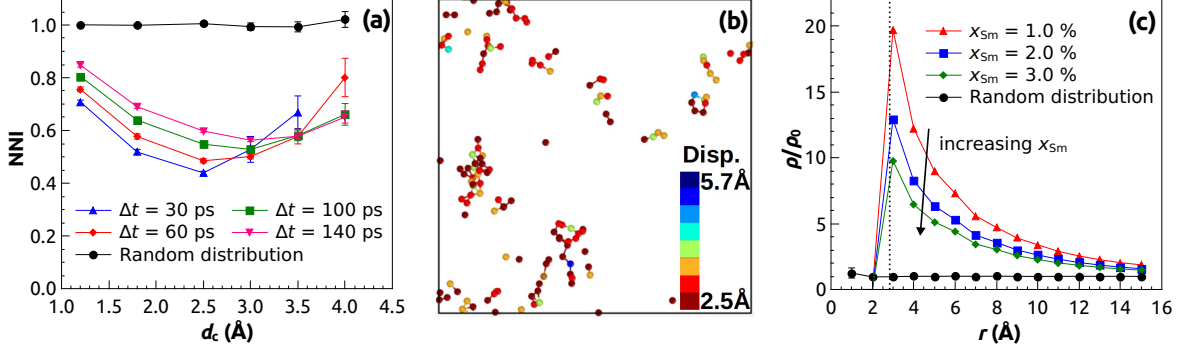 (a)
NNI
1.0
0.8
0.6
0.4
0.2
0.0
Δt = 30 ps
Δt = 100 ps
Δt = 60 ps
Δt = 140 ps
Random distribution
1.0 1.5 2.0 2.5 3.0 3.5 4.0 4.5
dc (Å)
(b)
Disp.
5.7Å
2.5Å
(c)
ρ/ρ0
20
15
10
5
0
xSm = 1.0 %
xSm = 2.0 %
xSm = 3.0 %
Random distribution
increasing xSm
0 2 4 6 8 10 12 14 16
r (Å)